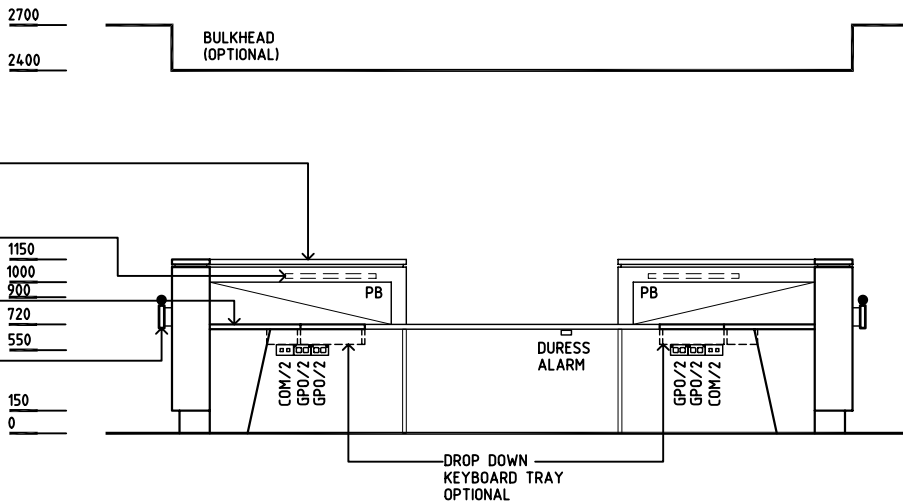 2700
BULKHEAD
(OPTIONAL)
2400
1150
1000
900
720
550
150
0
PB
PB
COM/2
GPO/2
GPO/2
DURESS
ALARM
GPO/2
GPO/2
COM/2
DROP DOWN
KEYBOARD TRAY
OPTIONAL